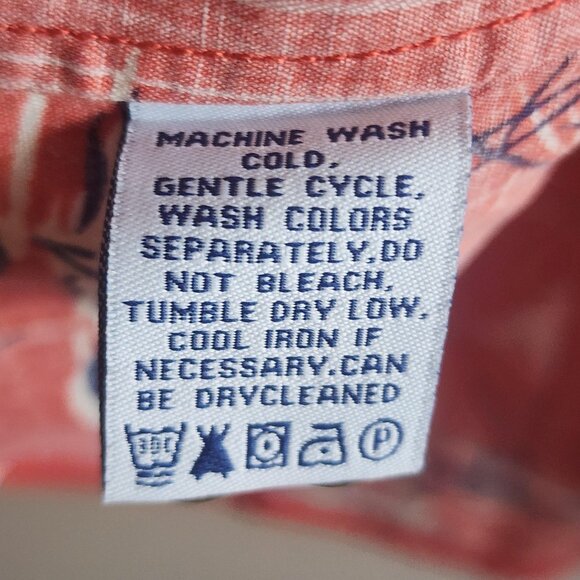 MACHINE WASH
COLD,
GENTLE CYCLE,
WASH COLORS
SEPARATELY,DO
NOT BLEACH,
TUMBLE DRY LOW,
COOL IRON IF
NECESSARY.CAN
BE DRYCLEANED
30C P